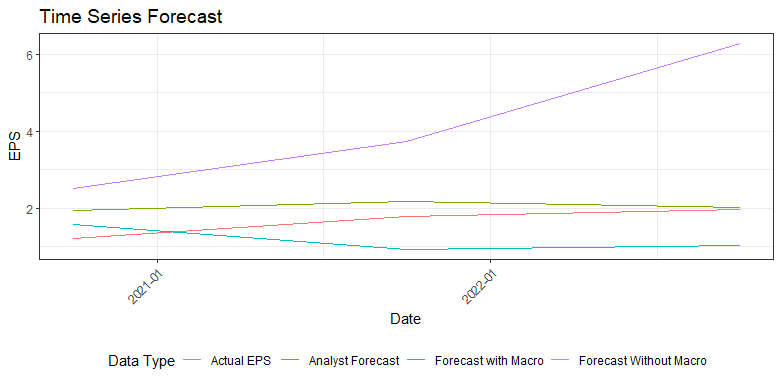 Time Series Forecast
6
4
2
EPS
2021-01
2022-01
Date
Data Type
Actual EPS
Analyst Forecast
Forecast with Macro
Forecast Without Macro